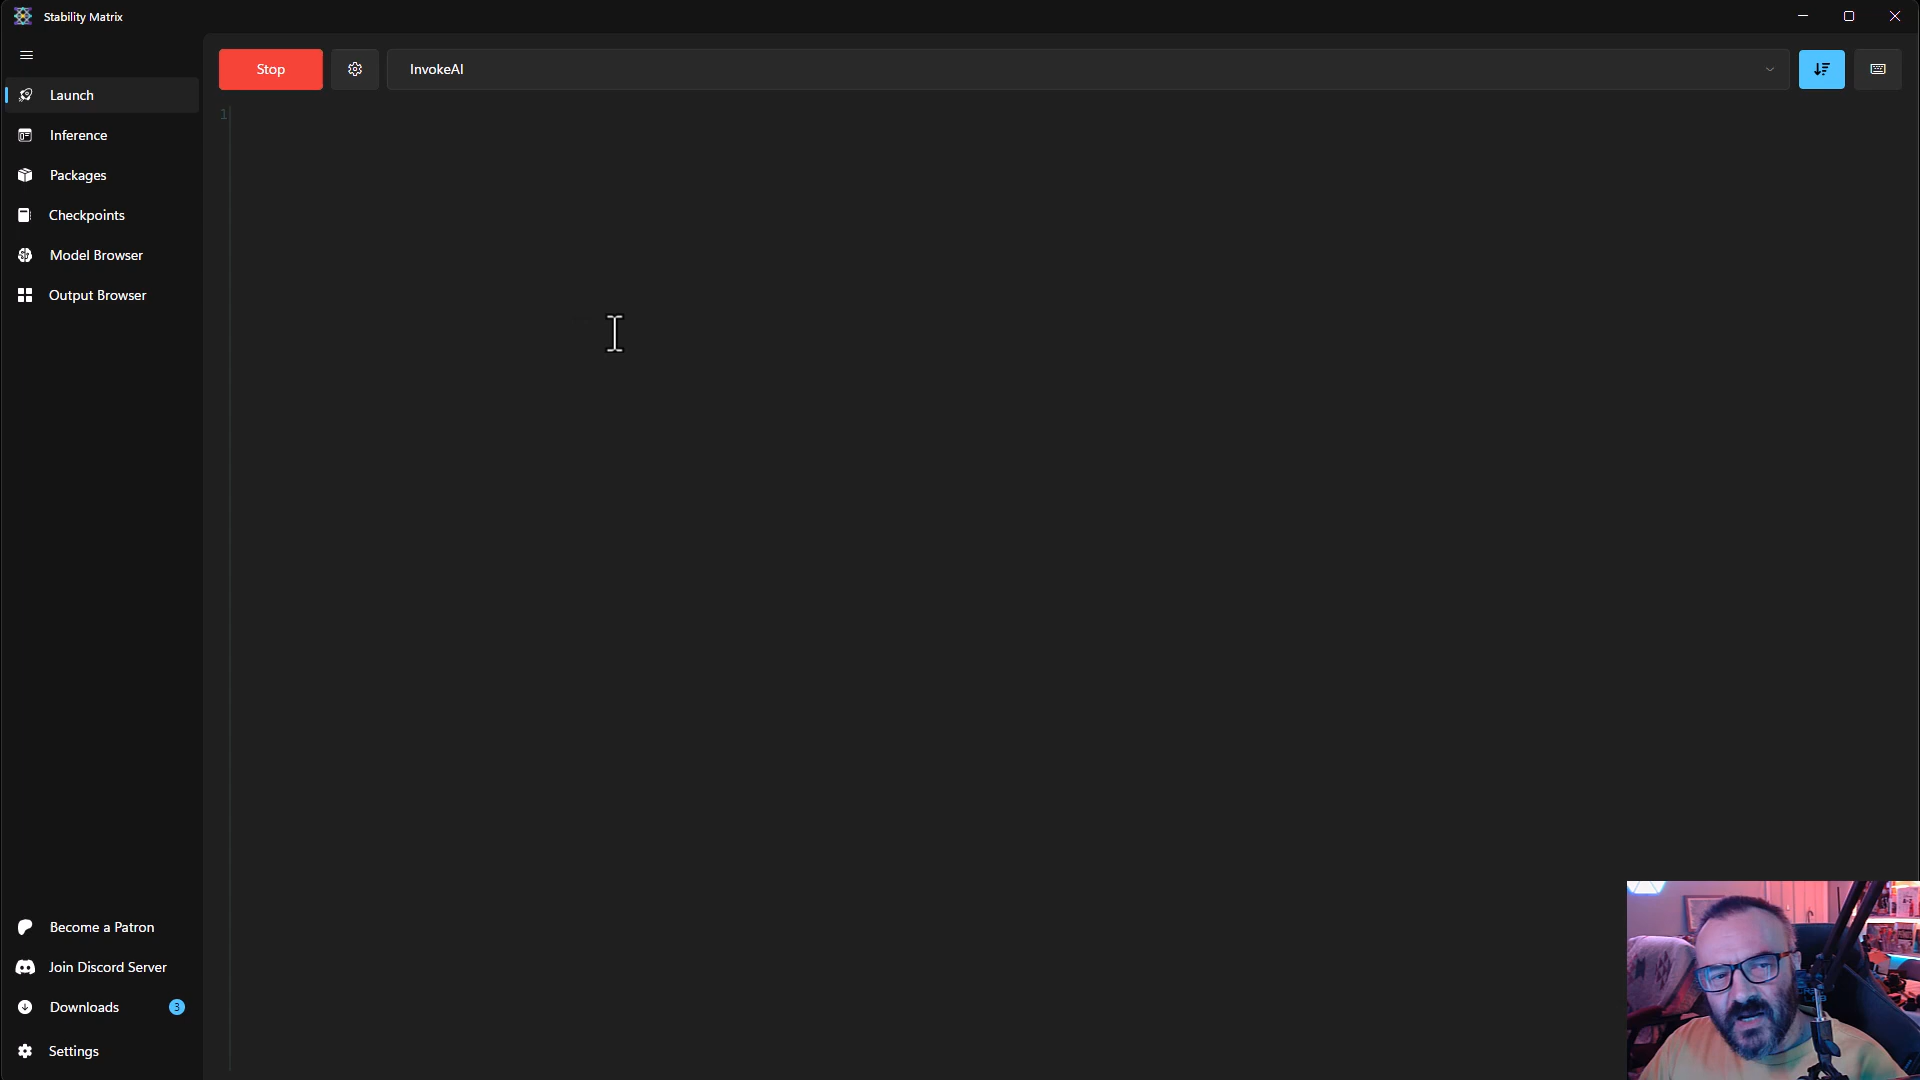 Stability Matrix
Stop
InvokeAI
Launch
1
Inference
Packages
Checkpoints
Model Browser
Output Browser
Become a Patron
Join Discord Server
Downloads 3
Settings